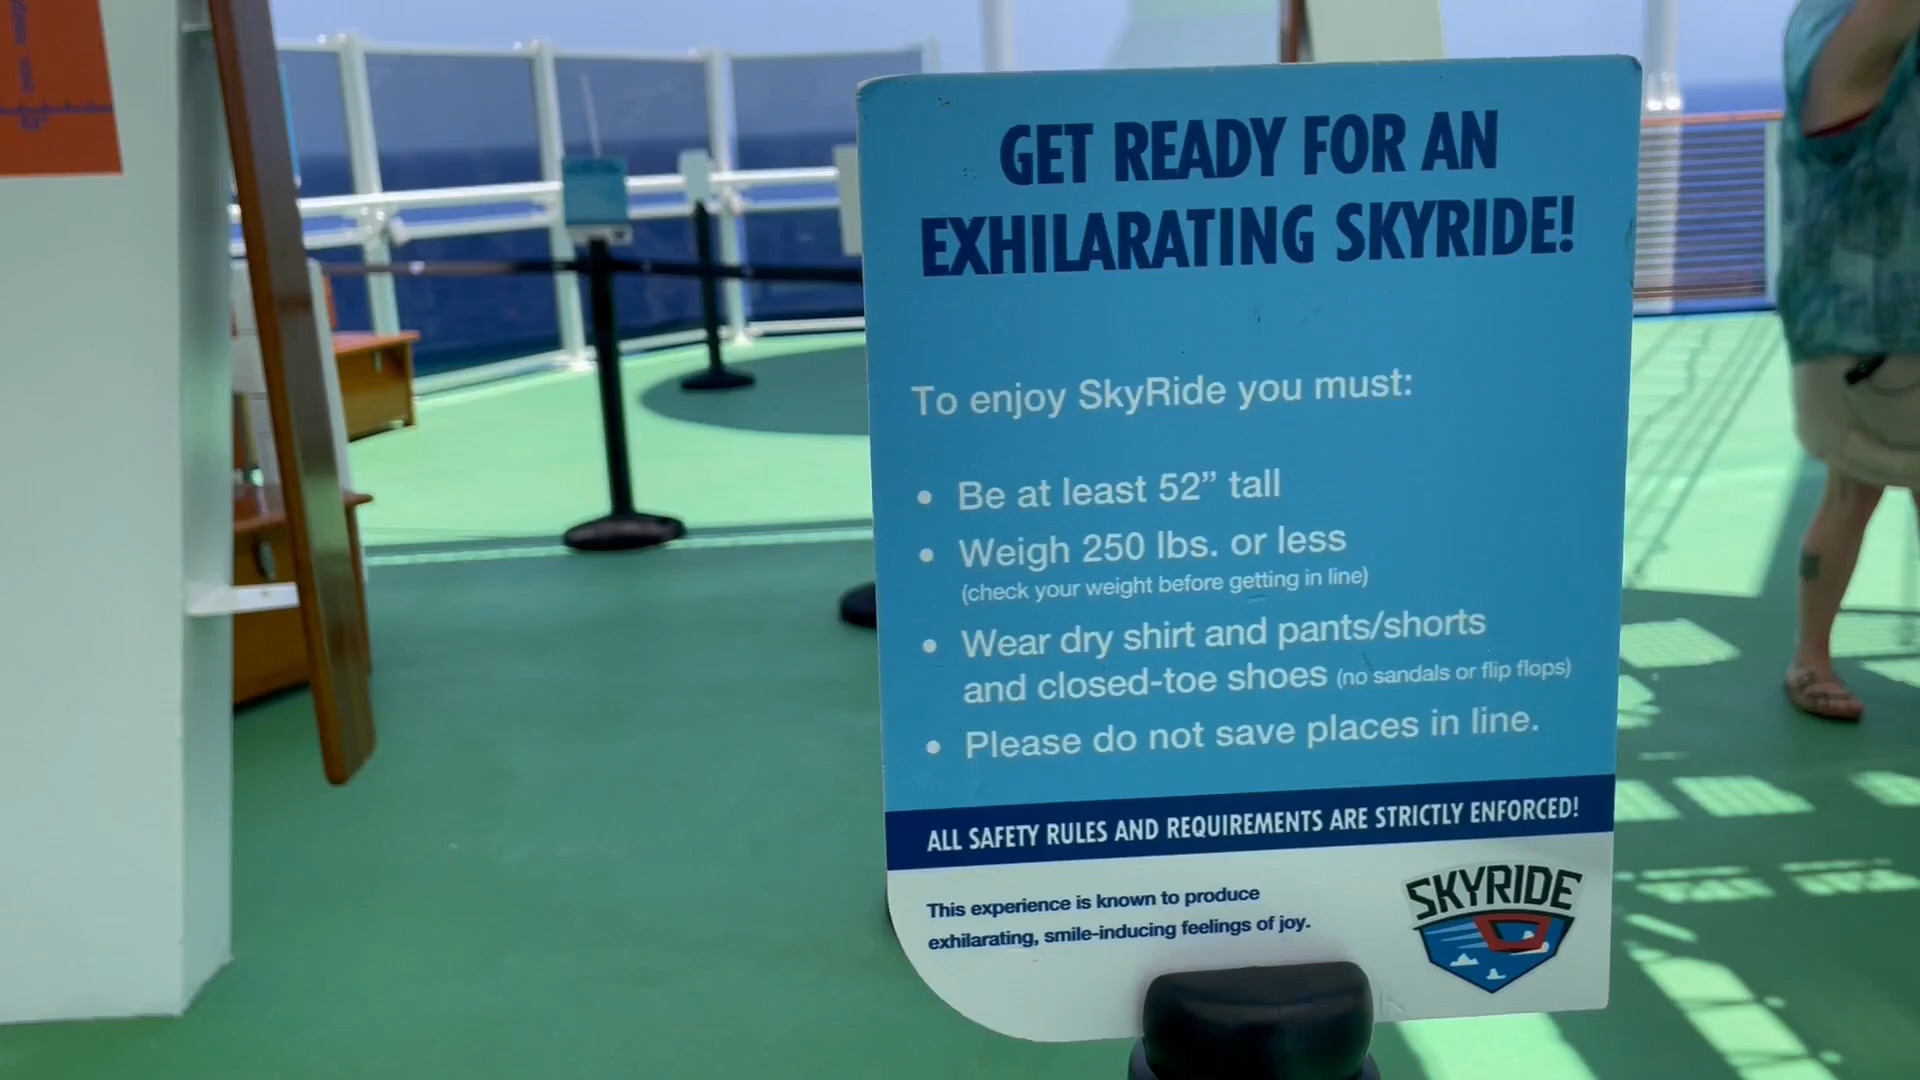 GET READY FOR AN
EXHILARATING SKYRIDE!
To enjoy SkyRide you must:
• Be at least 52” tall
• Weigh 250 lbs. or less
(check your weight before getting in line)
• Wear dry shirt and pants/shorts
and closed-toe shoes (no sandals or flip flops)
• Please do not save places in line.
ALL SAFETY RULES AND REQUIREMENTS ARE STRICTLY ENFORCED!
This experience is known to produce
exhilarating, smile-inducing feelings of joy.
SKYRIDE